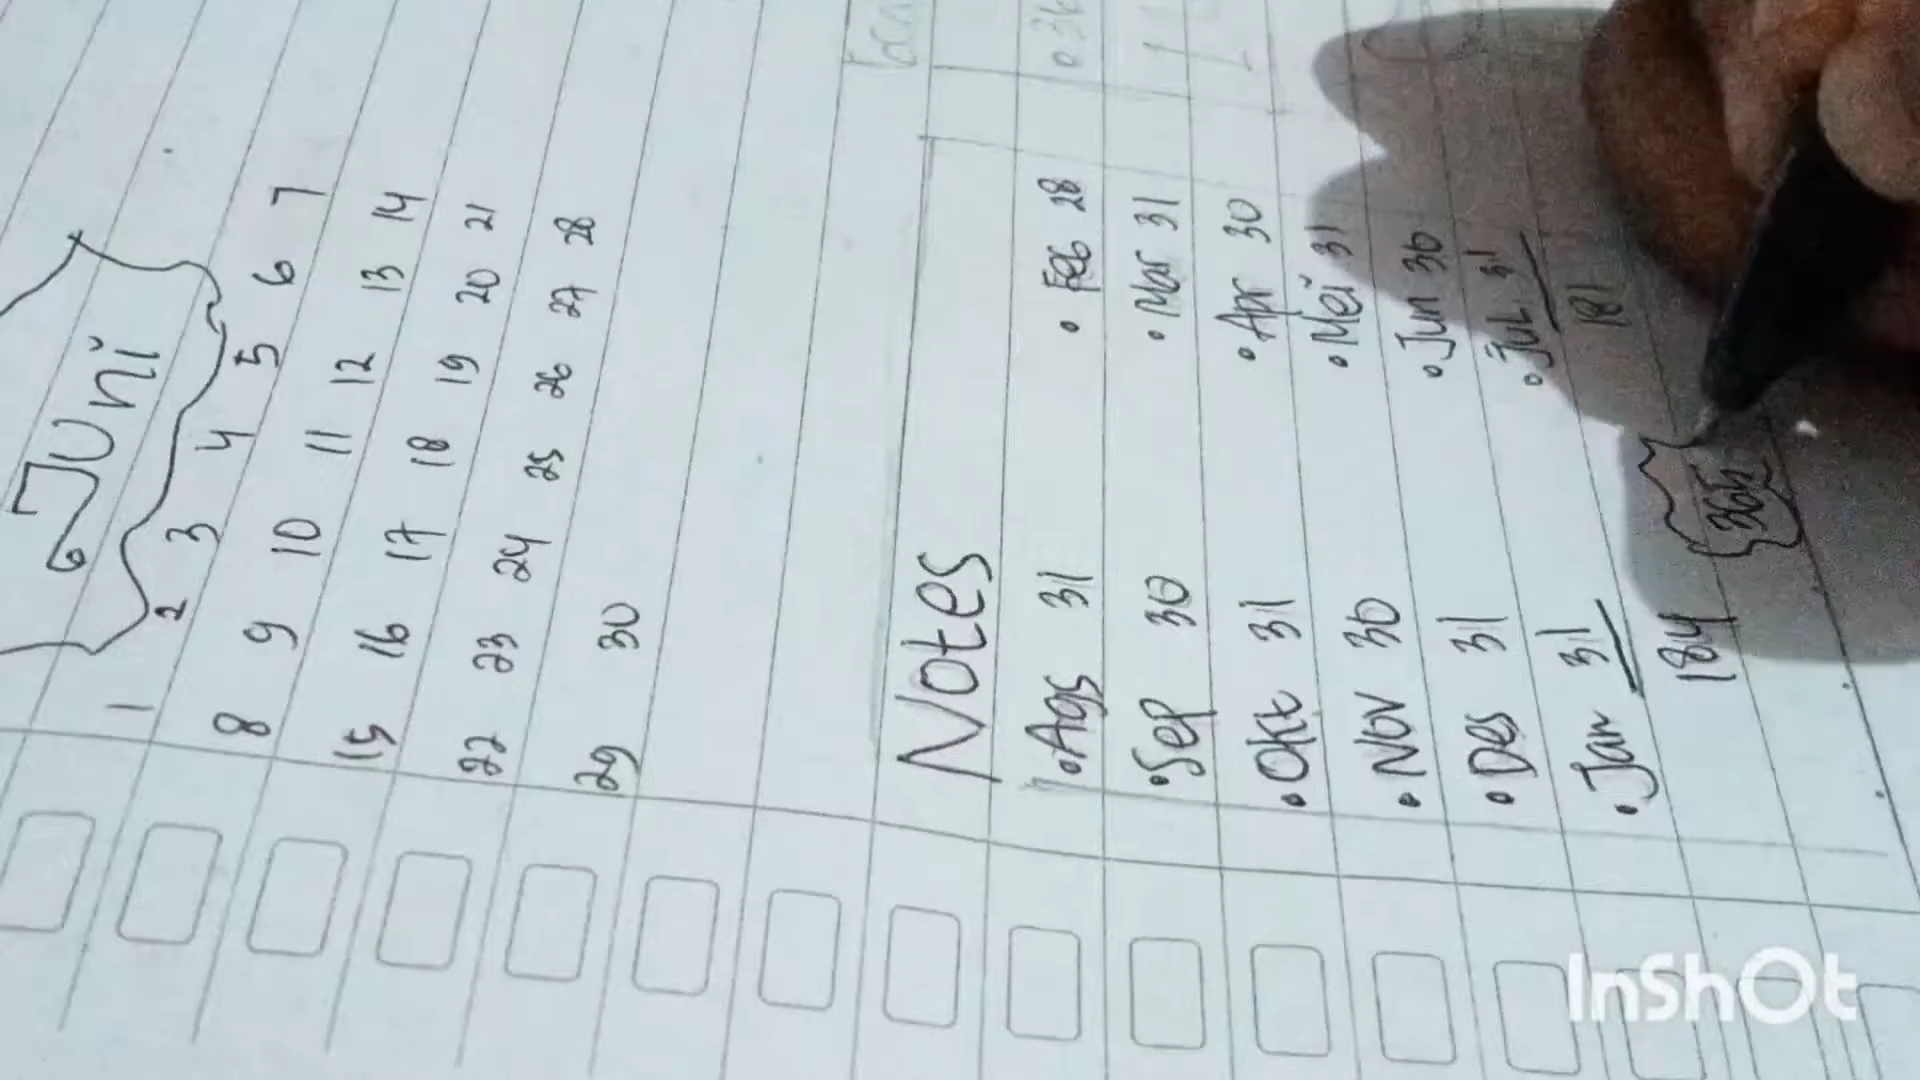 JUni
1 2 3 4 5 6 7
8 9 10 11 12 13 14
15 16 17 18 19 20 21
22 23 24 25 26 27 28
29 30
Notes
• Ags 31 • Feb 28
• Sep 30 • Mar 31
• Okt 31 • Apr 30
• Nov 30 • Mei 31
• Des 31 • Jun 30
• Jan 31 • Jul 31
184 181
365
InShOt